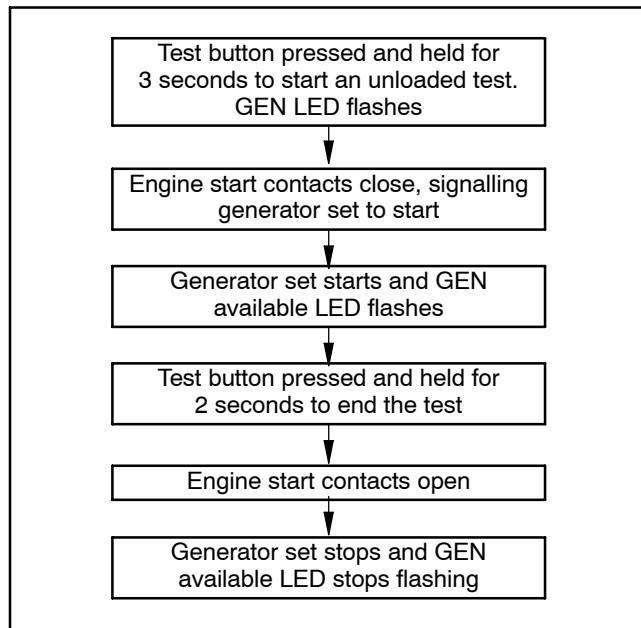 Test button pressed and held for
3 seconds to start an unloaded test.
GEN LED flashes
Engine start contacts close, signalling
generator set to start
Generator set starts and GEN
available LED flashes
Test button pressed and held for
2 seconds to end the test
Engine start contacts open
Generator set stops and GEN
available LED stops flashing